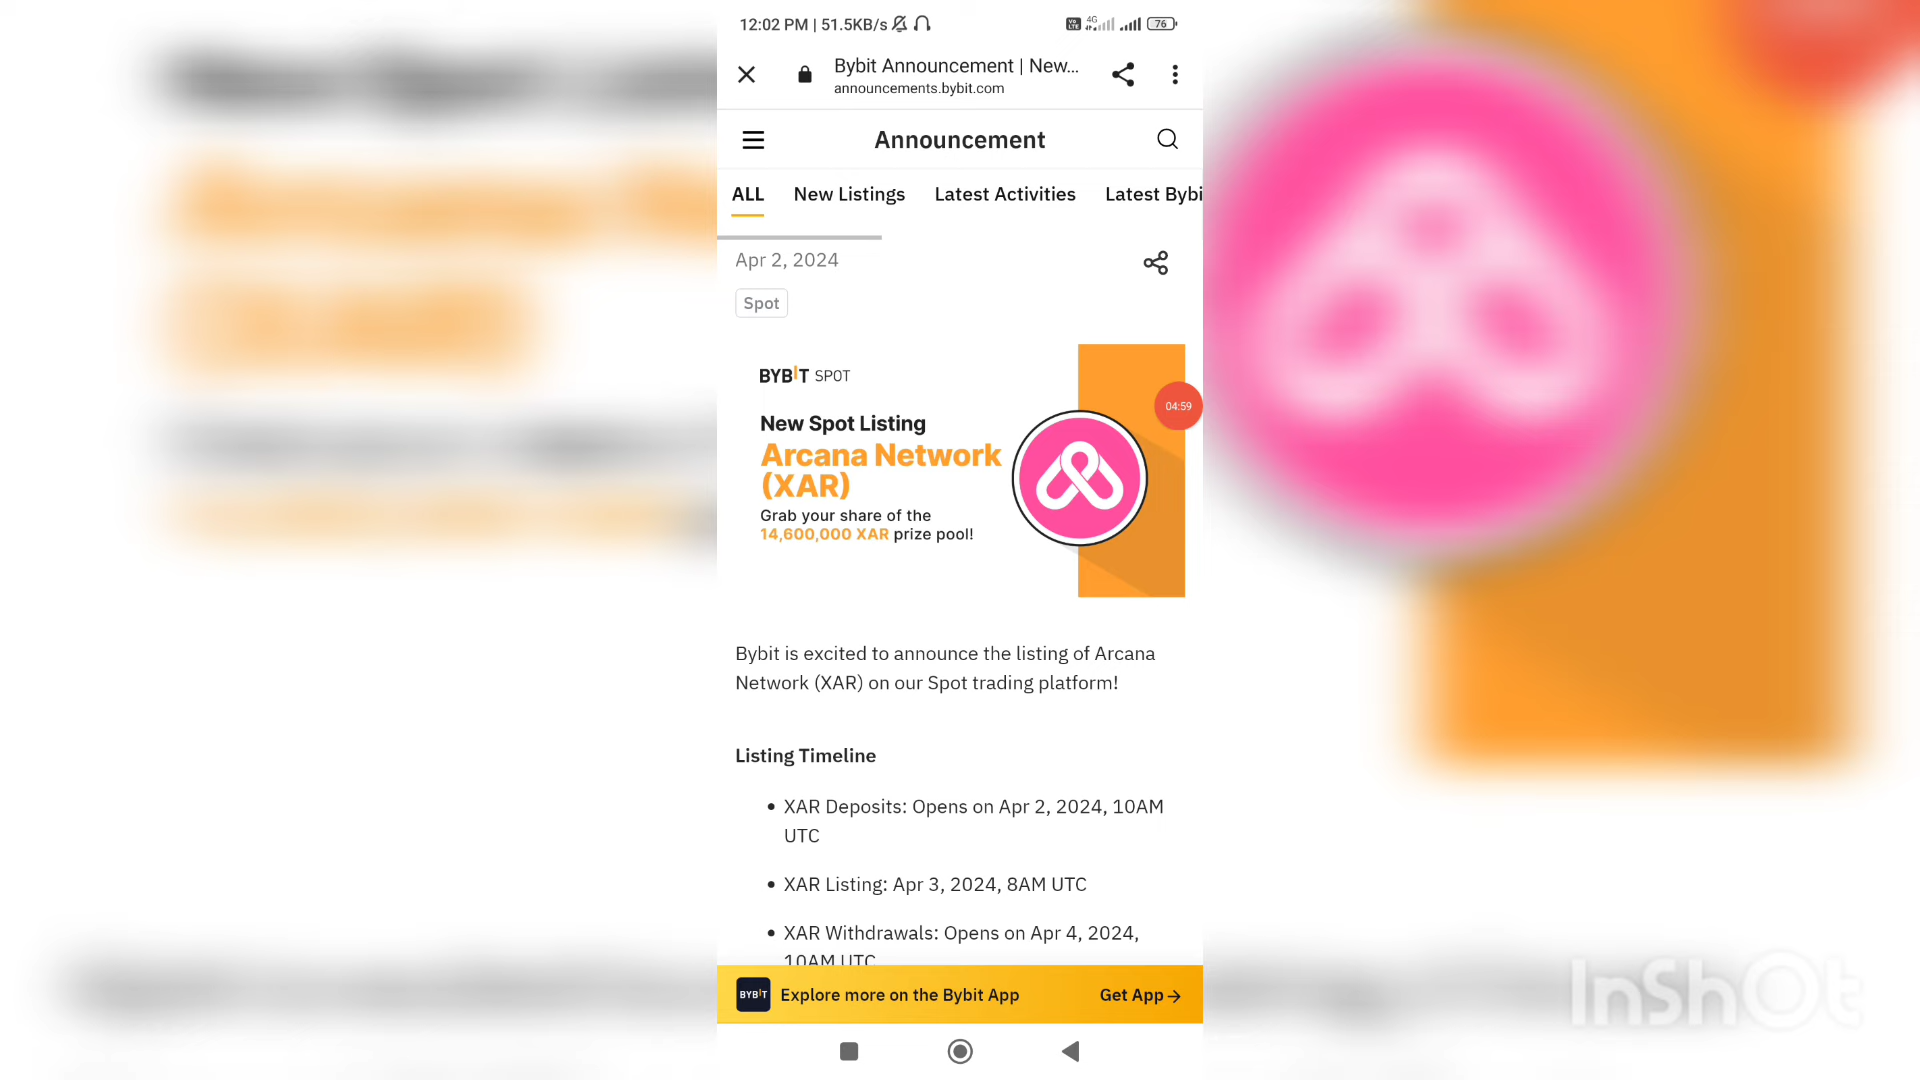 12:02 PM | 51.5KB/s
Vo LTE 4G 76
Bybit Announcement | New...
announcements.bybit.com
Announcement
ALL New Listings Latest Activities Latest Bybi
Apr 2, 2024
Spot
BYBIT SPOT
New Spot Listing
Arcana Network
(XAR)
Grab your share of the
14,600,000 XAR prize pool!
04:59
Bybit is excited to announce the listing of Arcana
Network (XAR) on our Spot trading platform!
Listing Timeline
• XAR Deposits: Opens on Apr 2, 2024, 10AM
UTC
• XAR Listing: Apr 3, 2024, 8AM UTC
• XAR Withdrawals: Opens on Apr 4, 2024,
10AM UTC
BYBIT Explore more on the Bybit App Get App→
InShOt